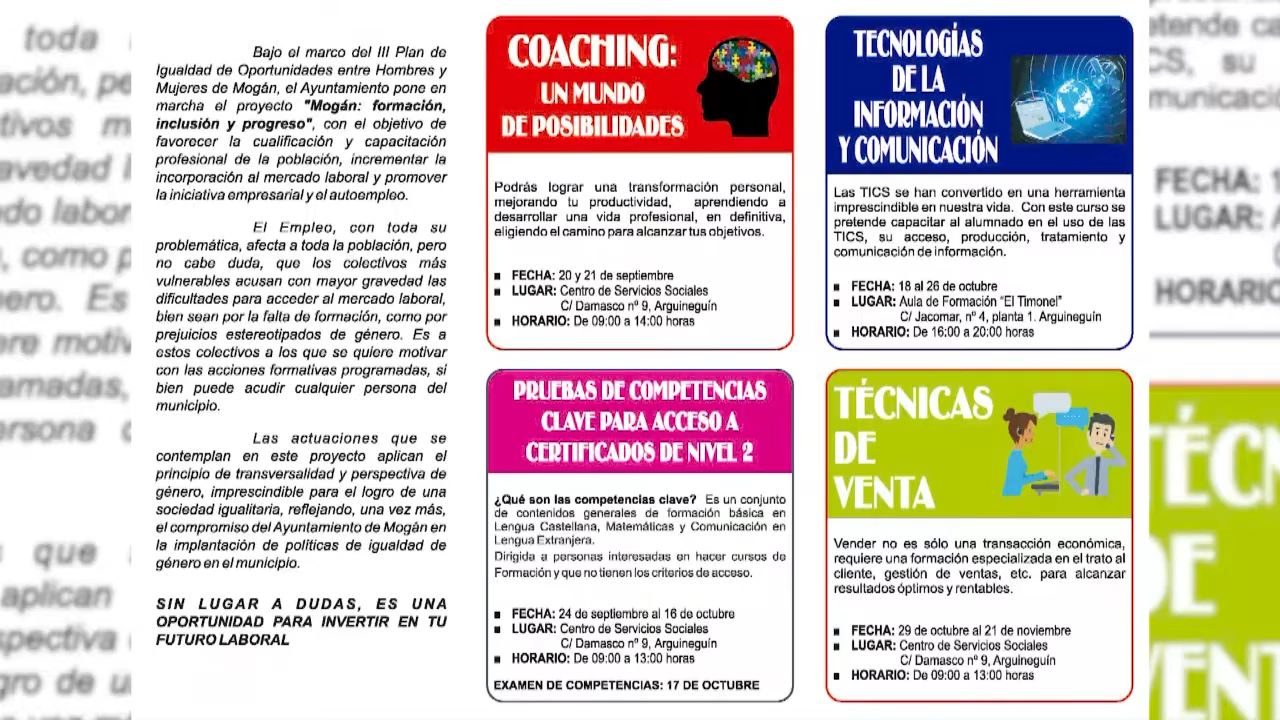 Bajo el marco del III Plan de
Igualdad de Oportunidades entre Hombres y
Mujeres de Mogán, el Ayuntamiento pone en
marcha el proyecto "Mogán: formación,
inclusión y progreso", con el objetivo de
favorecer la cualificación y capacitación
profesional de la población, incrementar la
incorporación al mercado laboral y promover
la iniciativa empresarial y el autoempleo.
El Empleo, con toda su
problemática, afecta a toda la población, pero
no cabe duda, que los colectivos más
vulnerables acusan con mayor gravedad las
dificultades para acceder al mercado laboral,
bien sean por la falta de formación, como por
prejuicios estereotipados de género. Es a
estos colectivos a los que se quiere motivar
con las acciones formativas programadas, si
bien puede acudir cualquier persona del
municipio.
Las actuaciones que se
contemplan en este proyecto aplican el
principio de transversalidad y perspectiva de
género, imprescindible para el logro de una
sociedad igualitaria, reflejando, una vez más,
el compromiso del Ayuntamiento de Mogán en
la implantación de políticas de igualdad de
género en el municipio.
SIN LUGAR A DUDAS, ES UNA
OPORTUNIDAD PARA INVERTIR EN TU
FUTURO LABORAL
COACHING:
UN MUNDO
DE POSIBILIDADES
Podrás lograr una transformación personal,
mejorando tu productividad, aprendiendo a
desarrollar una vida profesional, en definitiva,
eligiendo el camino para alcanzar tus objetivos.
FECHA: 20 y 21 de septiembre
LUGAR: Centro de Servicios Sociales
C/ Damasco nº 9, Arguineguín
HORARIO: De 09:00 a 14:00 horas
TECNOLOGÍAS
DE LA
INFORMACIÓN
Y COMUNICACIÓN
Las TICS se han convertido en una herramienta
imprescindible en nuestra vida. Con este curso se
pretende capacitar al alumnado en el uso de las
TICS, su acceso, producción, tratamiento y
comunicación de información.
FECHA: 18 al 26 de octubre
LUGAR: Aula de Formación “El Timonel”
C/ Jacomar, nº 4, planta 1. Arguineguín
HORARIO: De 16:00 a 20:00 horas
PRUEBAS DE COMPETENCIAS
CLAVE PARA ACCESO A
CERTIFICADOS DE NIVEL 2
¿Qué son las competencias clave? Es un conjunto
de contenidos generales de formación básica en
Lengua Castellana, Matemáticas y Comunicación en
Lengua Extranjera.
Dirigida a personas interesadas en hacer cursos de
Formación y que no tienen los criterios de acceso.
FECHA: 24 de septiembre al 16 de octubre
LUGAR: Centro de Servicios Sociales
C/ Damasco nº 9, Arguineguín
HORARIO: De 09:00 a 13:00 horas
EXAMEN DE COMPETENCIAS: 17 DE OCTUBRE
TÉCNICAS
DE
VENTA
Vender no es sólo una transacción económica,
requiere una formación especializada en el trato al
cliente, gestión de ventas, etc. para alcanzar
resultados óptimos y rentables.
FECHA: 29 de octubre al 21 de noviembre
LUGAR: Centro de Servicios Sociales
C/ Damasco nº 9, Arguineguín
HORARIO: De 09:00 a 13:00 horas